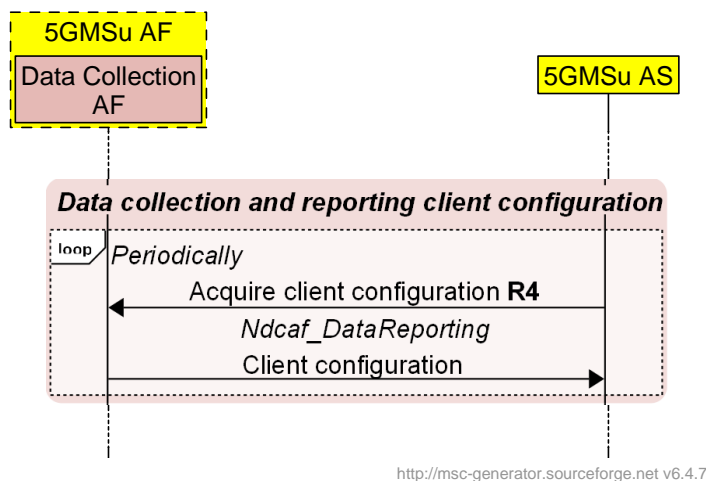 5GMSu AF
Data Collection
AF
5GMSu AS
Data collection and reporting client configuration
loop
Periodically
Acquire client configuration R4
Ndcaf_DataReporting
Client configuration
http://msc-generator.sourceforge.net v6.4.7